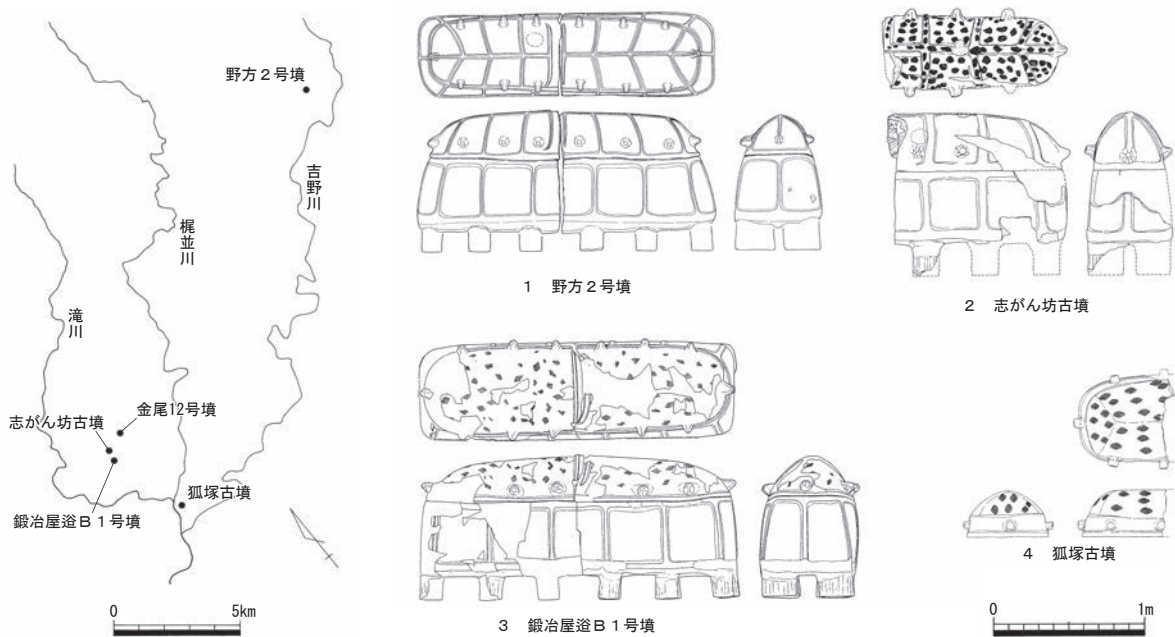 野方２号墳
吉野川
梶並川
滝川
金尾12号墳
志がん坊古墳
狐塚古墳
鍛冶屋逧Ｂ１号墳
0 5km
１　野方２号墳
２　志がん坊古墳
３　鍛冶屋逧Ｂ１号墳
４　狐塚古墳
0 1m